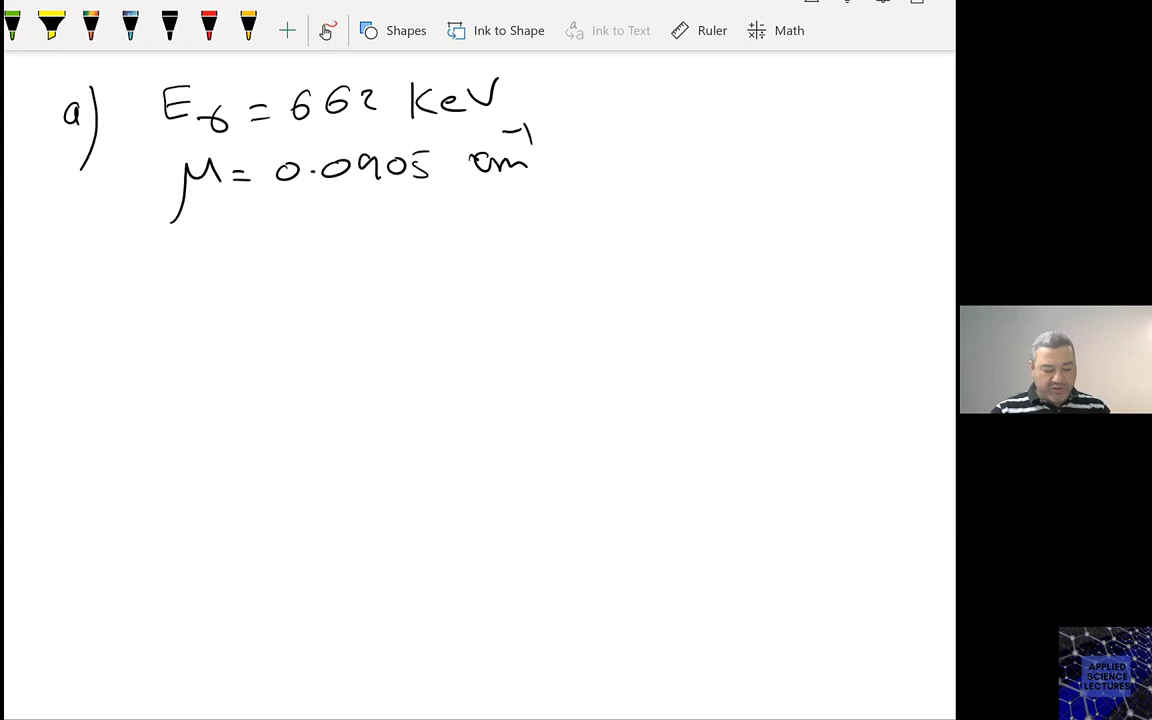 Shapes Ink to Shape Ink to Text Ruler Math
a) Eγ = 662 KeV
μ = 0.0905 cm⁻¹
APPLIED
SCIENCE
LECTURES